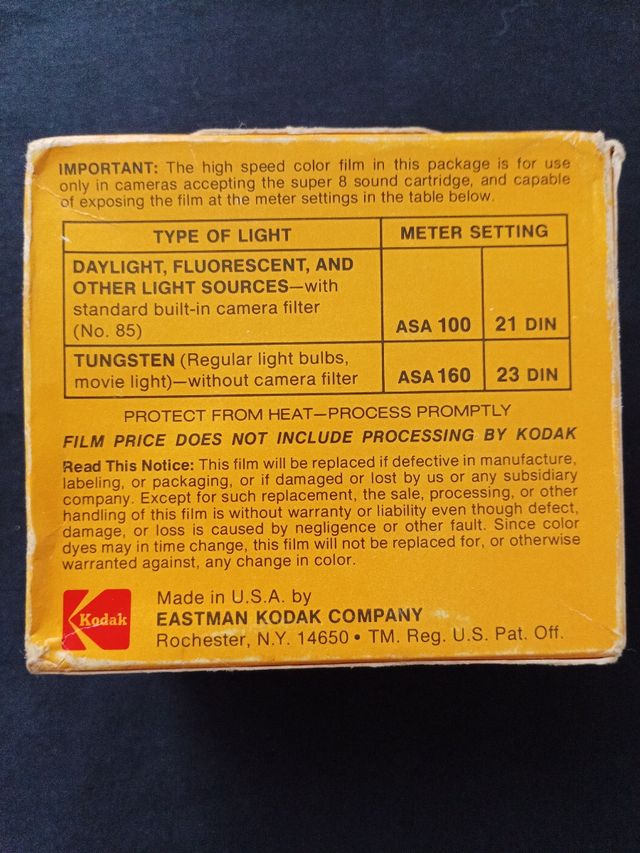 IMPORTANT: The high speed color film in this package is for use
only in cameras accepting the super 8 sound cartridge, and capable
of exposing the film at the meter settings in the table below.
TYPE OF LIGHT METER SETTING
DAYLIGHT, FLUORESCENT, AND
OTHER LIGHT SOURCES—with
standard built-in camera filter
(No. 85) ASA 100 21 DIN
TUNGSTEN (Regular light bulbs,
movie light)—without camera filter ASA 160 23 DIN
PROTECT FROM HEAT—PROCESS PROMPTLY
FILM PRICE DOES NOT INCLUDE PROCESSING BY KODAK
Read This Notice: This film will be replaced if defective in manufacture,
labeling, or packaging, or if damaged or lost by us or any subsidiary
company. Except for such replacement, the sale, processing, or other
handling of this film is without warranty or liability even though defect,
damage, or loss is caused by negligence or other fault. Since color
dyes may in time change, this film will not be replaced for, or otherwise
warranted against, any change in color.
Kodak
Made in U.S.A. by
EASTMAN KODAK COMPANY
Rochester, N.Y. 14650 • TM. Reg. U.S. Pat. Off.